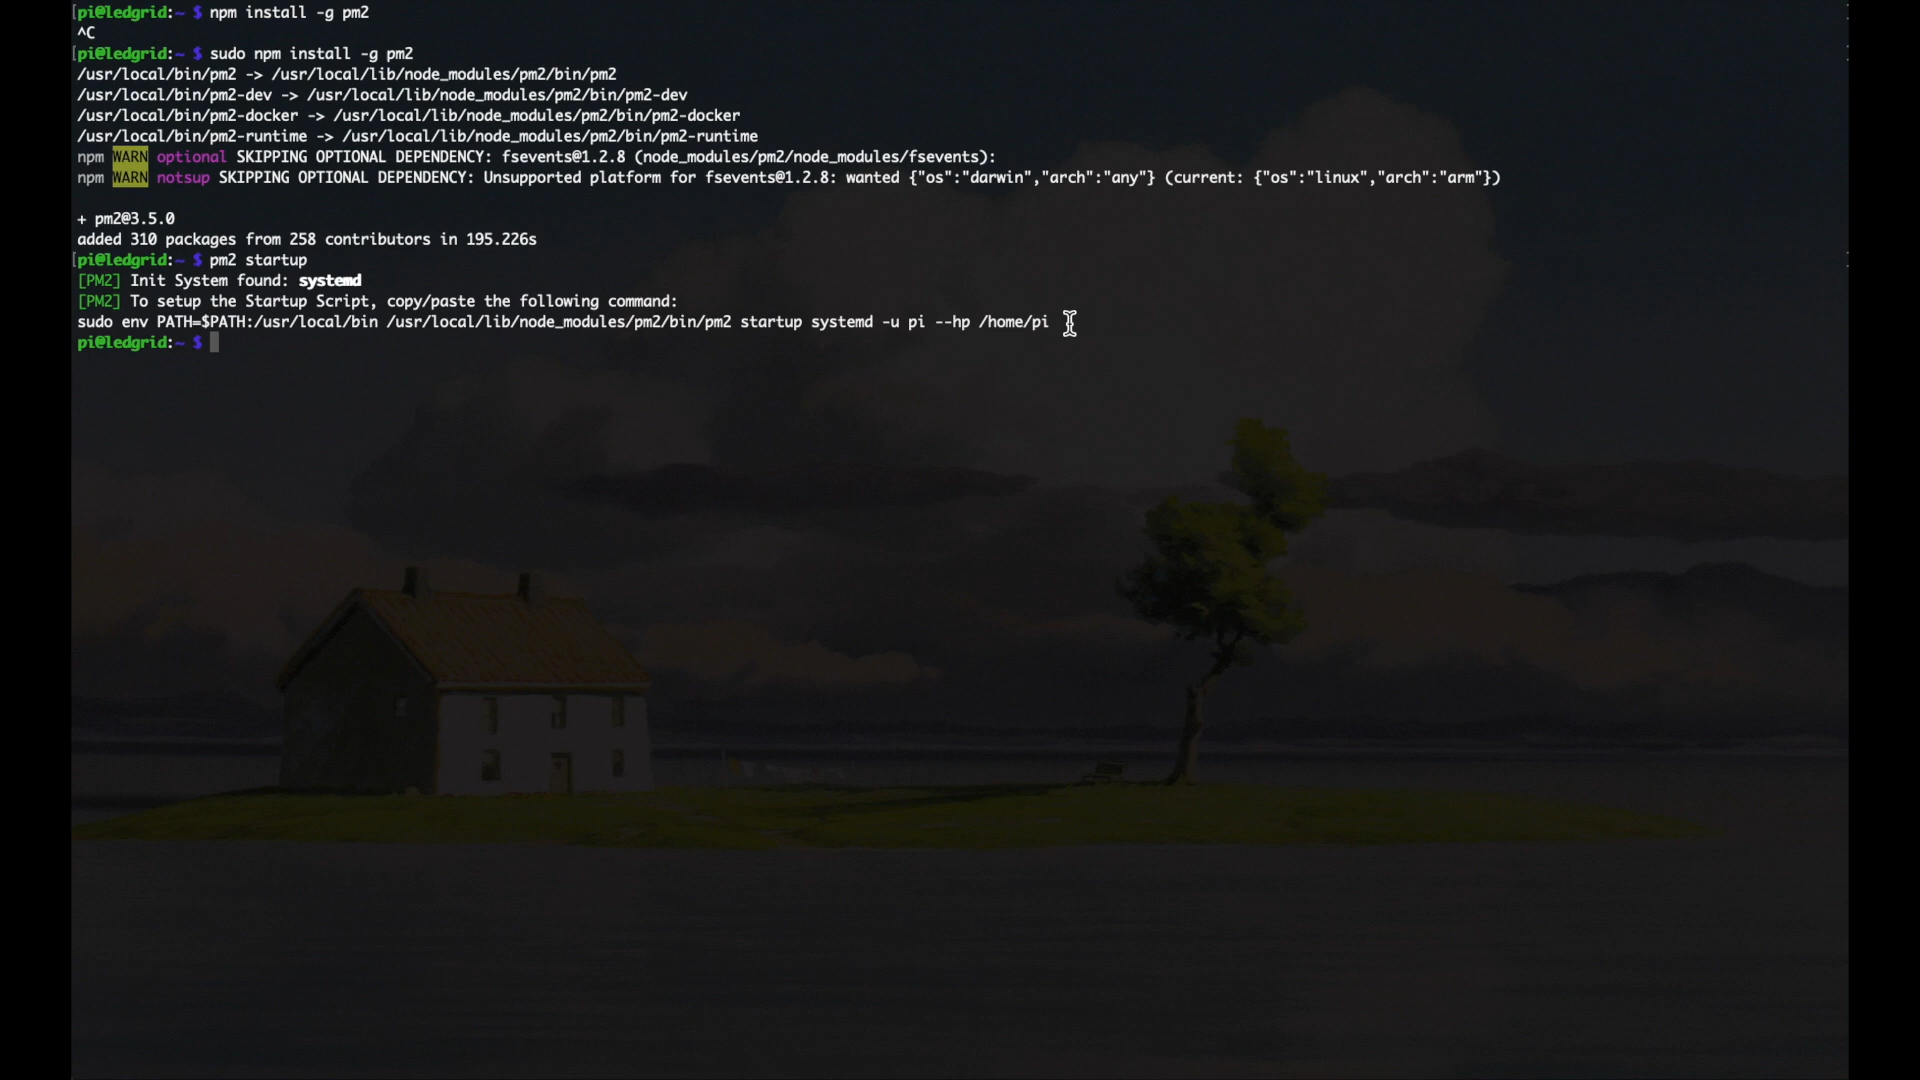 [pi@ledgrid:~ $ npm install -g pm2
^C
[pi@ledgrid:~ $ sudo npm install -g pm2
/usr/local/bin/pm2 -> /usr/local/lib/node_modules/pm2/bin/pm2
/usr/local/bin/pm2-dev -> /usr/local/lib/node_modules/pm2/bin/pm2-dev
/usr/local/bin/pm2-docker -> /usr/local/lib/node_modules/pm2/bin/pm2-docker
/usr/local/bin/pm2-runtime -> /usr/local/lib/node_modules/pm2/bin/pm2-runtime
npm WARN optional SKIPPING OPTIONAL DEPENDENCY: fsevents@1.2.8 (node_modules/pm2/node_modules/fsevents):
npm WARN notsup SKIPPING OPTIONAL DEPENDENCY: Unsupported platform for fsevents@1.2.8: wanted {"os":"darwin","arch":"any"} (current: {"os":"linux","arch":"arm"})
+ pm2@3.5.0
added 310 packages from 258 contributors in 195.226s
[pi@ledgrid:~ $ pm2 startup
[PM2] Init System found: systemd
[PM2] To setup the Startup Script, copy/paste the following command:
sudo env PATH=$PATH:/usr/local/bin /usr/local/lib/node_modules/pm2/bin/pm2 startup systemd -u pi --hp /home/pi
pi@ledgrid:~ $